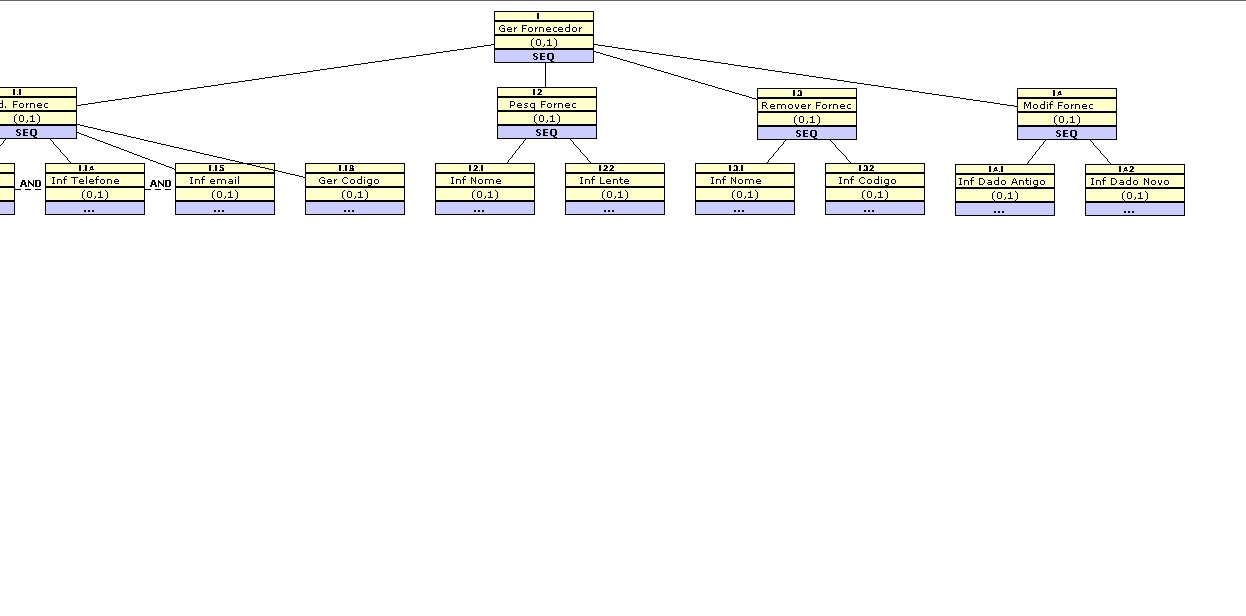 1
Ger Fornecedor
(0,1)
SEQ
1.1
d. Fornec
(0,1)
SEQ
1.2
Pesq Fornec
(0,1)
SEQ
1.3
Remover Fornec
(0,1)
SEQ
1.4
Modif Fornec
(0,1)
SEQ
AND
1.1.4
Inf Telefone
(0,1)
...
AND
1.1.5
Inf email
(0,1)
...
Ger Codigo
(0,1)
...
1.2.1
Inf Nome
(0,1)
...
1.2.2
Inf Lente
(0,1)
...
1.3.1
Inf Nome
(0,1)
...
1.3.2
Inf Codigo
(0,1)
...
1.4.1
Inf Dado Antigo
(0,1)
...
1.4.2
Inf Dado Novo
(0,1)
...